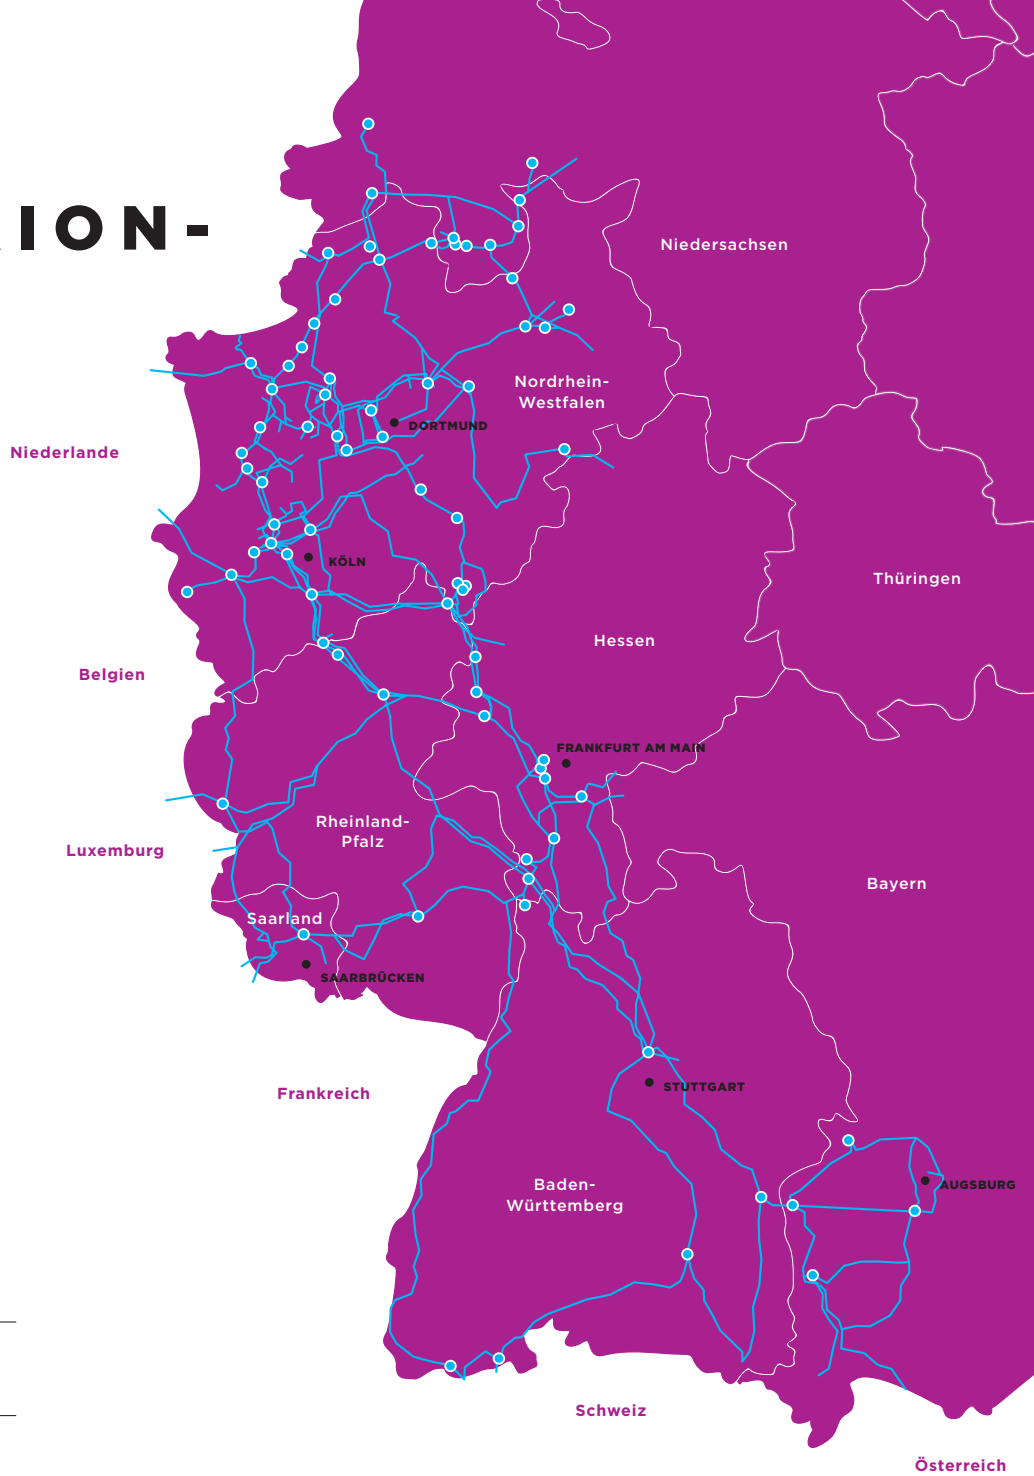 ION-
Niedersachsen
Nordrhein-
Westfalen
DORTMUND
Niederlande
KÖLN
Thüringen
Hessen
Belgien
FRANKFURT AM MAIN
Rheinland-
Pfalz
Luxemburg
Bayern
Saarland
SAARBRÜCKEN
Frankreich
STUTTGART
Baden-
Württemberg
AUGSBURG
Schweiz
Österreich